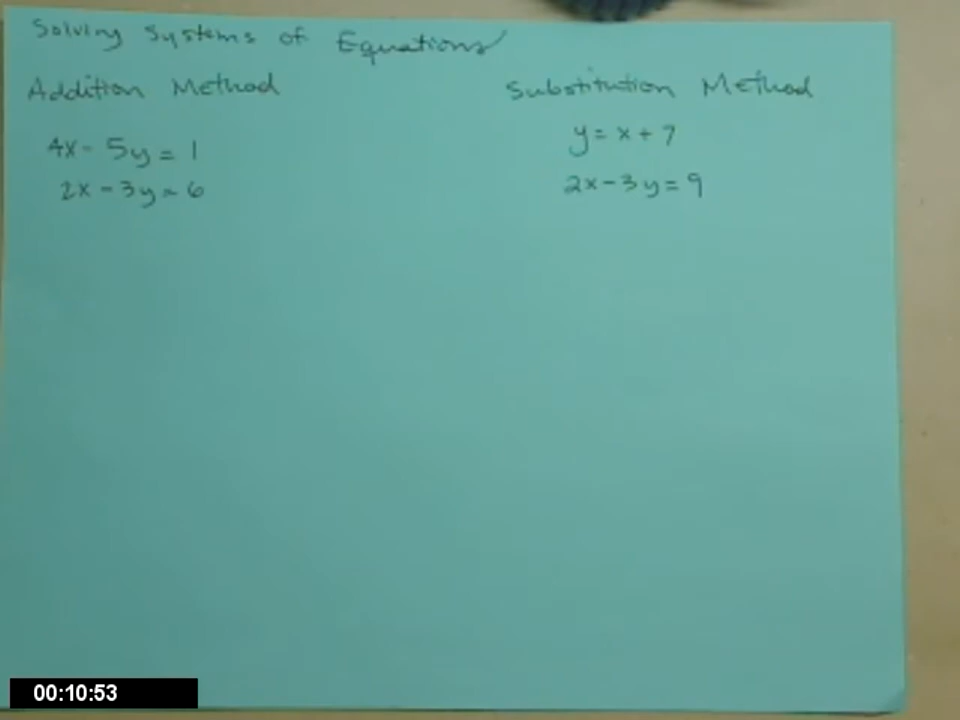 Solving Systems of Equations
Addition Method
4x - 5y = 1
2x - 3y = 6
Substitution Method
y = x + 7
2x - 3y = 9
00:10:53